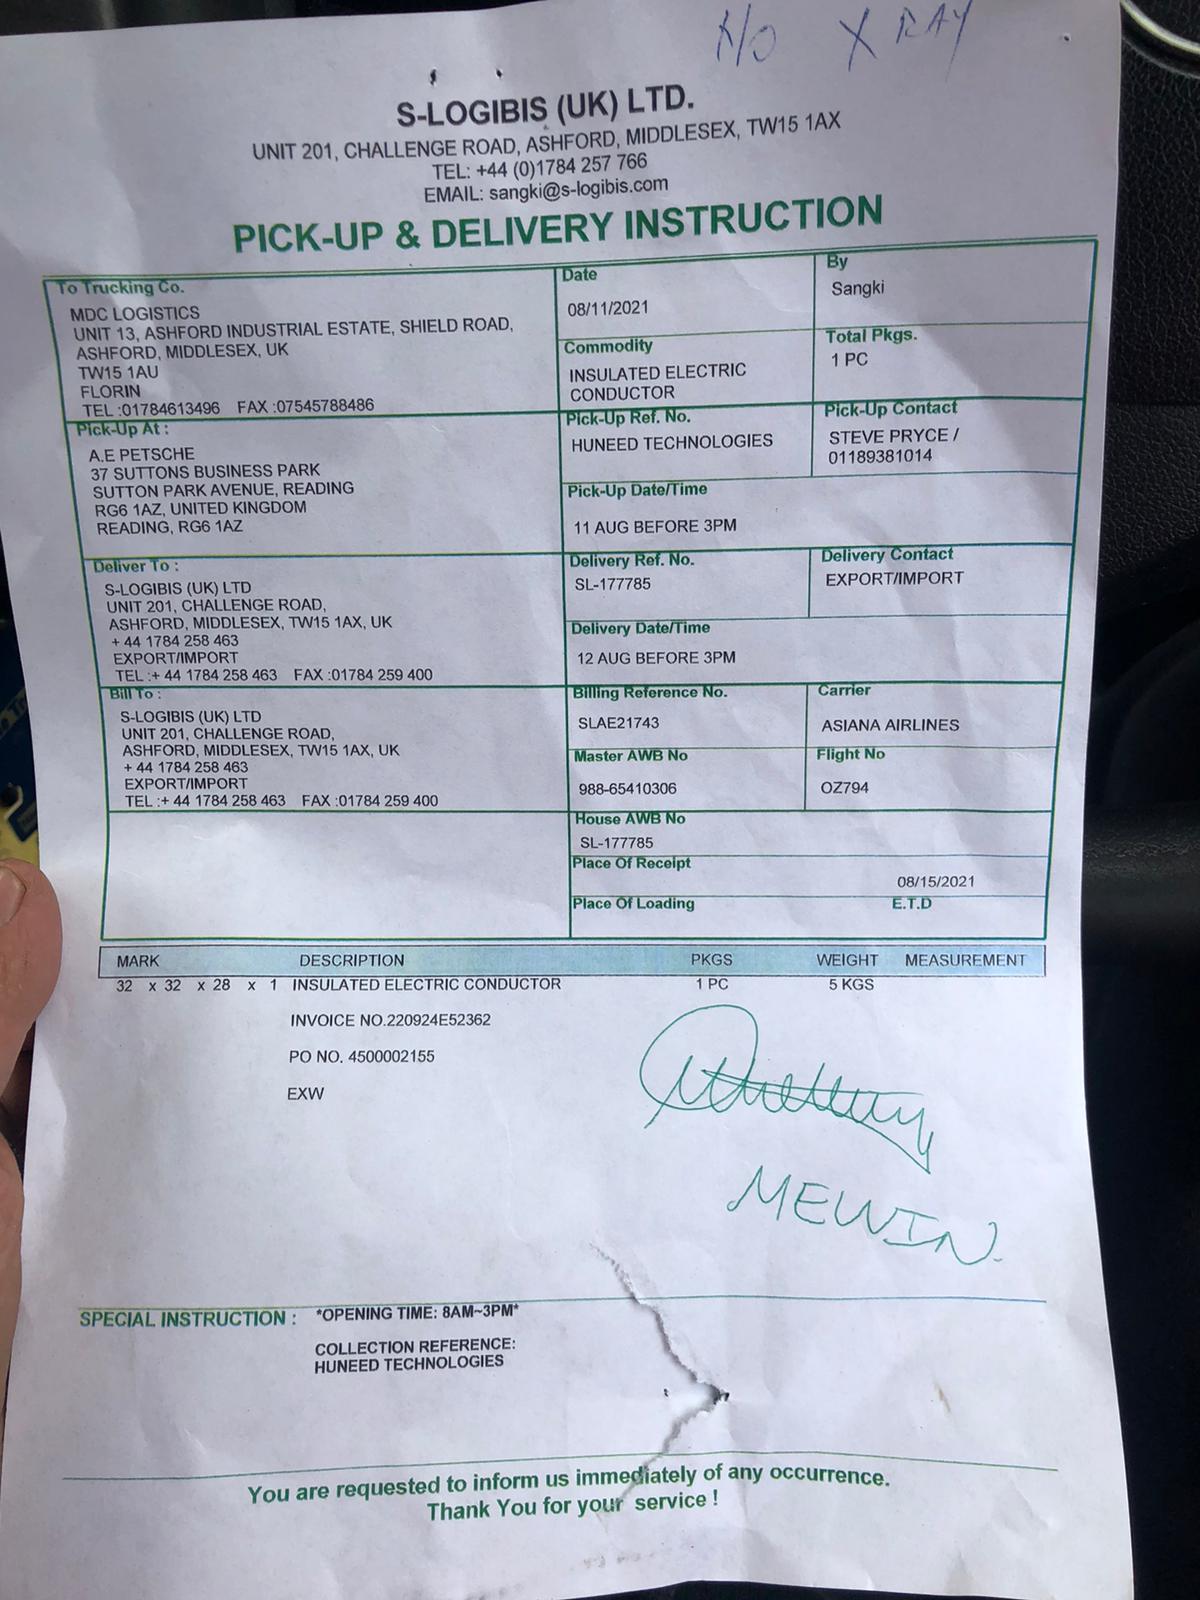 NO X RAY
S-LOGIBIS (UK) LTD.
UNIT 201, CHALLENGE ROAD, ASHFORD, MIDDLESEX, TW15 1AX
TEL: +44 (0)1784 257 766
EMAIL: sangki@s-logibis.com
PICK-UP & DELIVERY INSTRUCTION
To Trucking Co.
MDC LOGISTICS
UNIT 13, ASHFORD INDUSTRIAL ESTATE, SHIELD ROAD,
ASHFORD, MIDDLESEX, UK
TW15 1AU
FLORIN
TEL :01784613496 FAX :07545788486
Date
08/11/2021
By
Sangki
Commodity
INSULATED ELECTRIC
CONDUCTOR
Total Pkgs.
1 PC
Pick-Up At :
A.E PETSCHE
37 SUTTONS BUSINESS PARK
SUTTON PARK AVENUE, READING
RG6 1AZ, UNITED KINGDOM
READING, RG6 1AZ
Pick-Up Ref. No.
HUNEED TECHNOLOGIES
Pick-Up Contact
STEVE PRYCE /
01189381014
Pick-Up Date/Time
11 AUG BEFORE 3PM
Deliver To :
S-LOGIBIS (UK) LTD
UNIT 201, CHALLENGE ROAD,
ASHFORD, MIDDLESEX, TW15 1AX, UK
+ 44 1784 258 463
EXPORT/IMPORT
TEL :+ 44 1784 258 463 FAX :01784 259 400
Delivery Ref. No.
SL-177785
Delivery Contact
EXPORT/IMPORT
Delivery Date/Time
12 AUG BEFORE 3PM
Bill To :
S-LOGIBIS (UK) LTD
UNIT 201, CHALLENGE ROAD,
ASHFORD, MIDDLESEX, TW15 1AX, UK
+ 44 1784 258 463
EXPORT/IMPORT
TEL :+ 44 1784 258 463 FAX :01784 259 400
Billing Reference No.
SLAE21743
Carrier
ASIANA AIRLINES
Master AWB No
988-65410306
Flight No
OZ794
House AWB No
SL-177785
Place Of Receipt
08/15/2021
Place Of Loading E.T.D
MARK DESCRIPTION PKGS WEIGHT MEASUREMENT
32 x 32 x 28 x 1 INSULATED ELECTRIC CONDUCTOR 1 PC 5 KGS
INVOICE NO.220924E52362
PO NO. 4500002155
EXW
MEWIN.
SPECIAL INSTRUCTION : *OPENING TIME: 8AM~3PM*
COLLECTION REFERENCE:
HUNEED TECHNOLOGIES
You are requested to inform us immediately of any occurrence.
Thank You for your service !